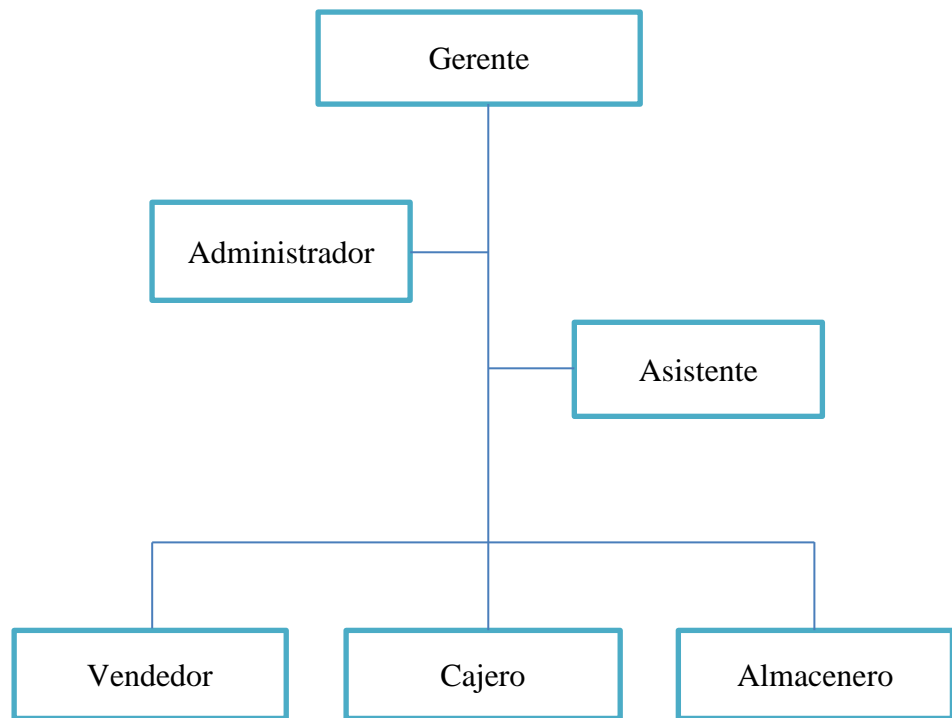 Gerente
Administrador
Asistente
Vendedor
Cajero
Almacenero